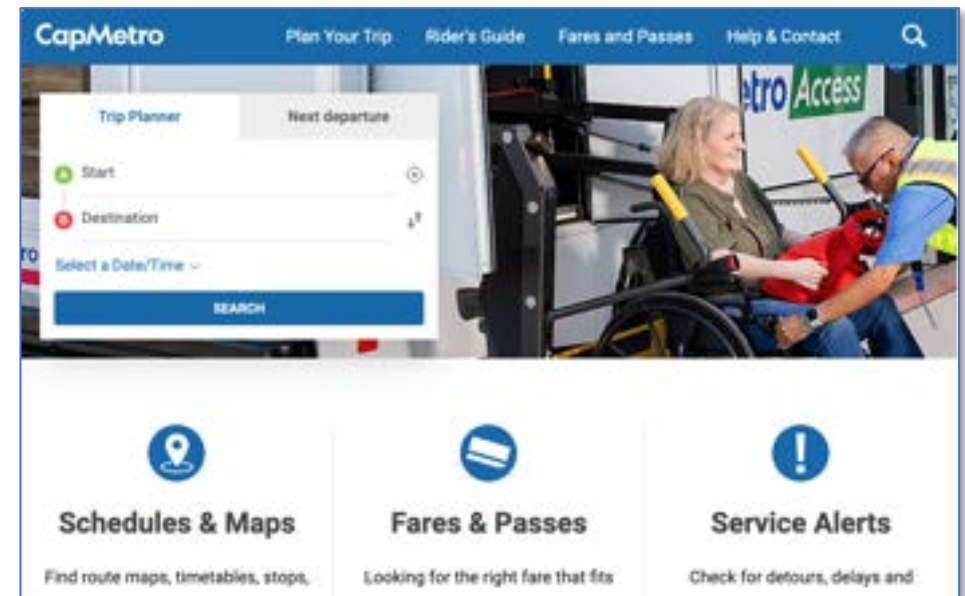 CapMetro
Plan Your Trip Rider's Guide Fares and Passes Help & Contact
etro Access
Trip Planner Next departure
Start
Destination
Select a Date/Time
SEARCH
Schedules & Maps Fares & Passes Service Alerts
Find route maps, timetables, stops, Looking for the right fare that fits Check for detours, delays and